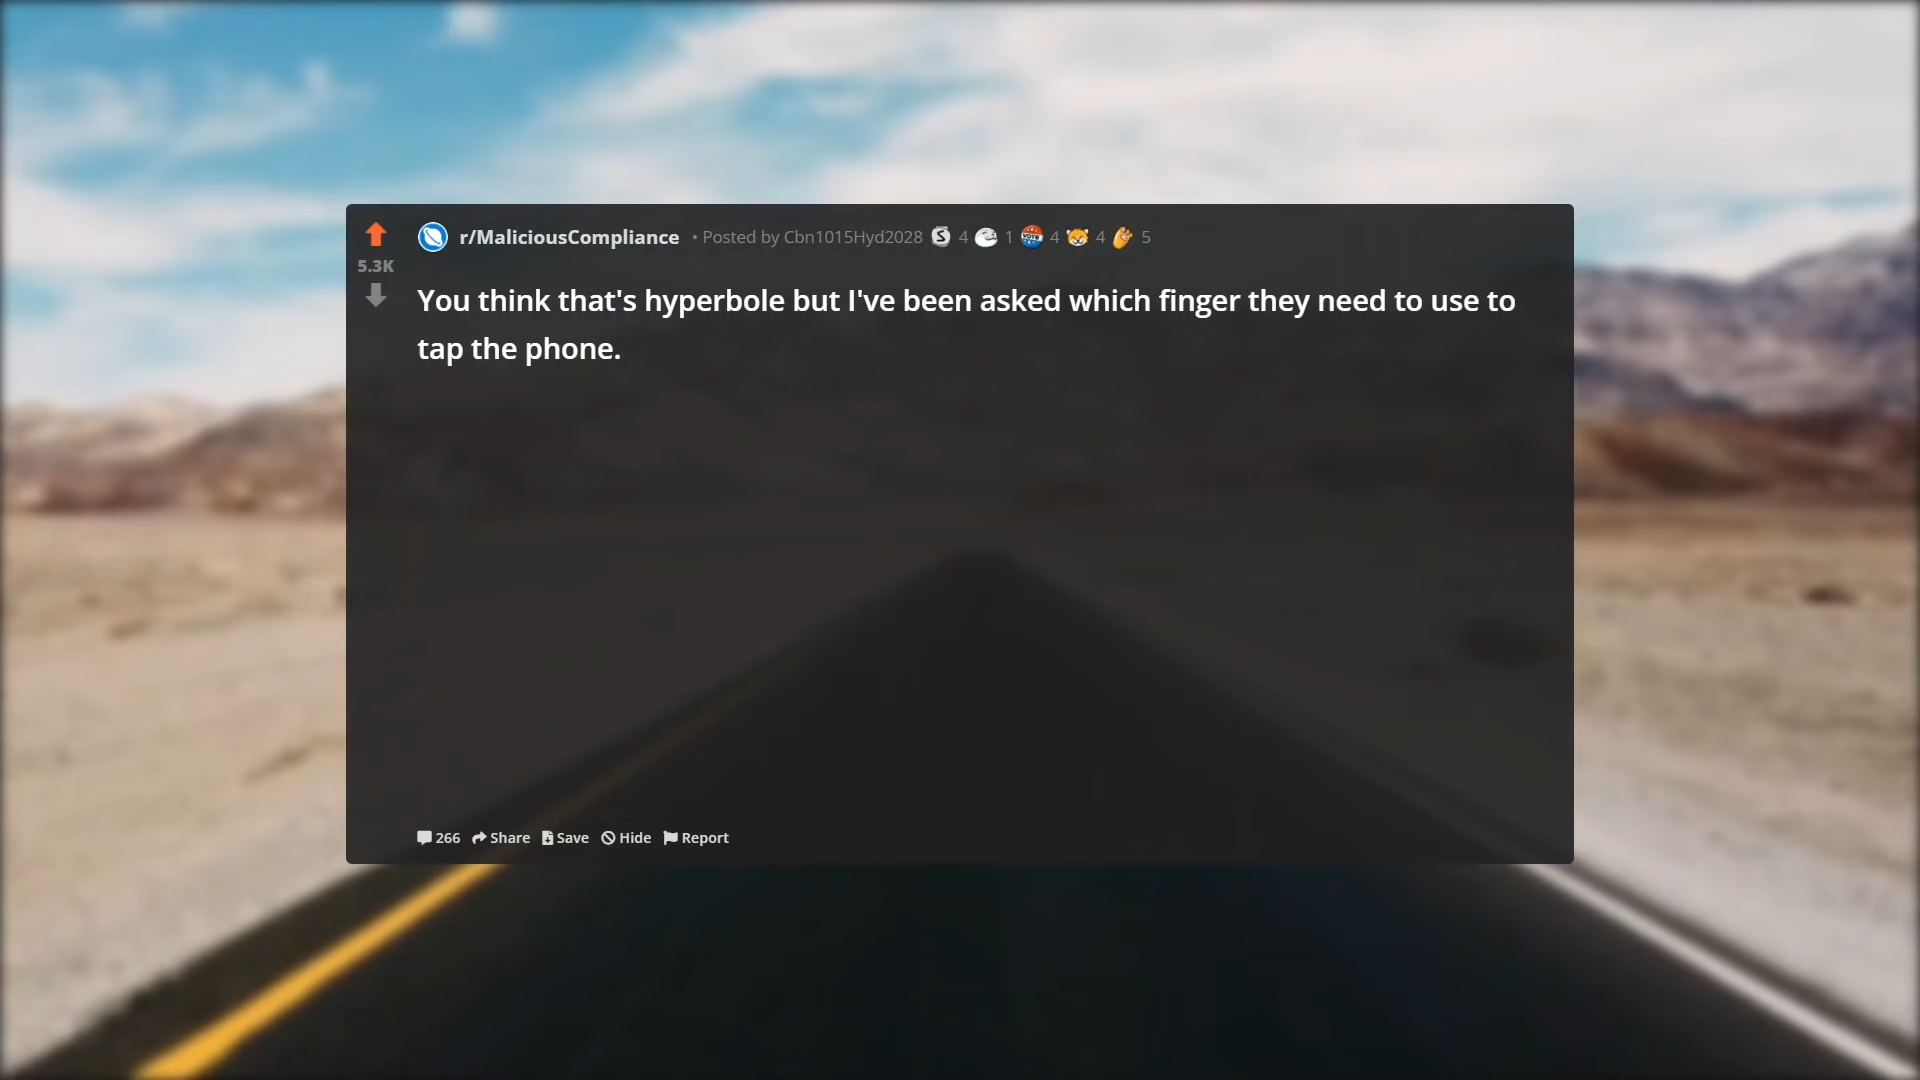 r/MaliciousCompliance • Posted by Cbn1015Hyd2028 4 1 VOTE 4 4 5
5.3K
You think that's hyperbole but I've been asked which finger they need to use to
tap the phone.
266 Share Save Hide Report